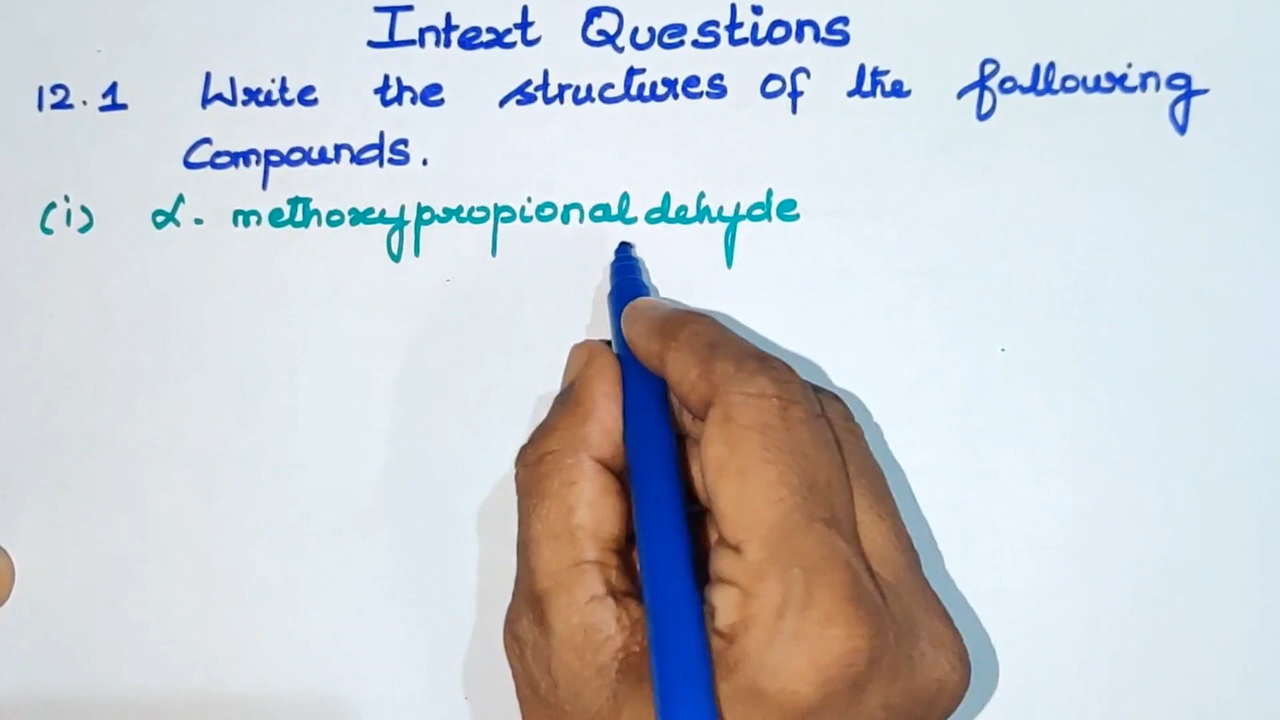 Intext Questions
12.1 Write the structures of the following
Compounds.
(i) α. methoxypropionaldehyde